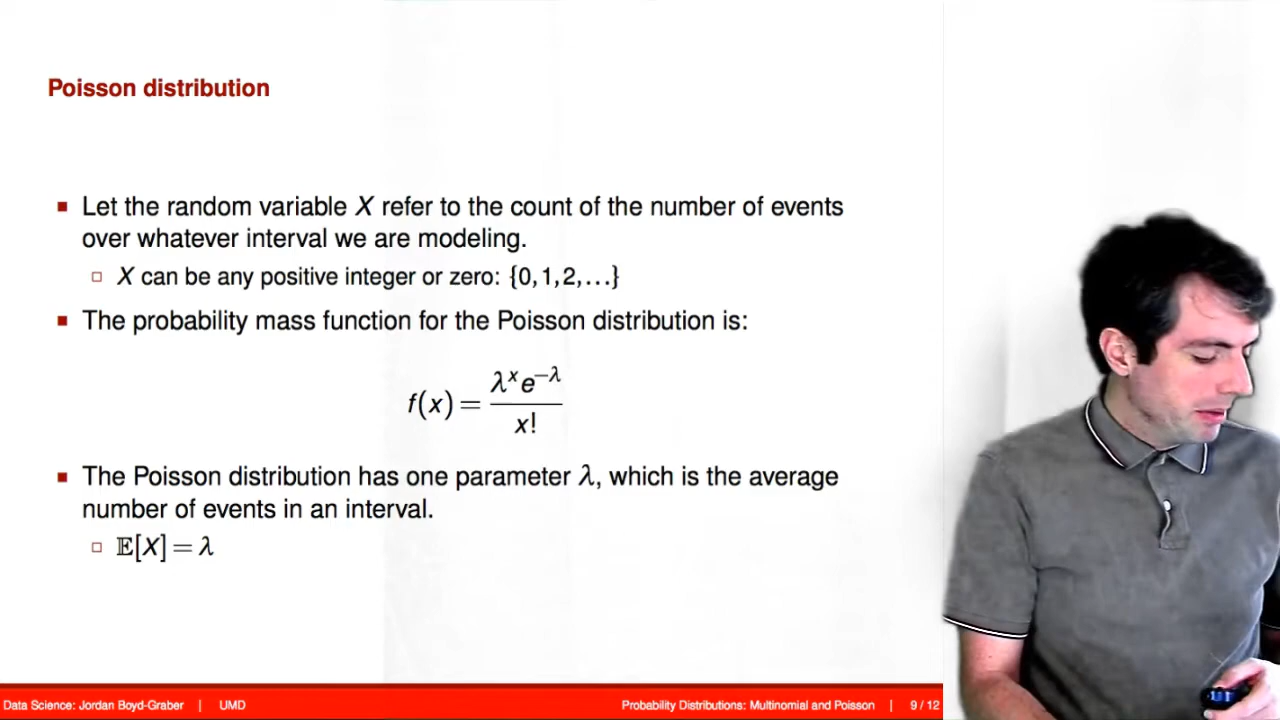 Poisson distribution
Let the random variable X refer to the count of the number of events
over whatever interval we are modeling.
X can be any positive integer or zero: {0,1,2,...}
The probability mass function for the Poisson distribution is:
f(x) = λ^x e^−λ / x!
The Poisson distribution has one parameter λ, which is the average
number of events in an interval.
𝔼[X] = λ
Data Science: Jordan Boyd-Graber | UMD Probability Distributions: Multinomial and Poisson | 9 / 12